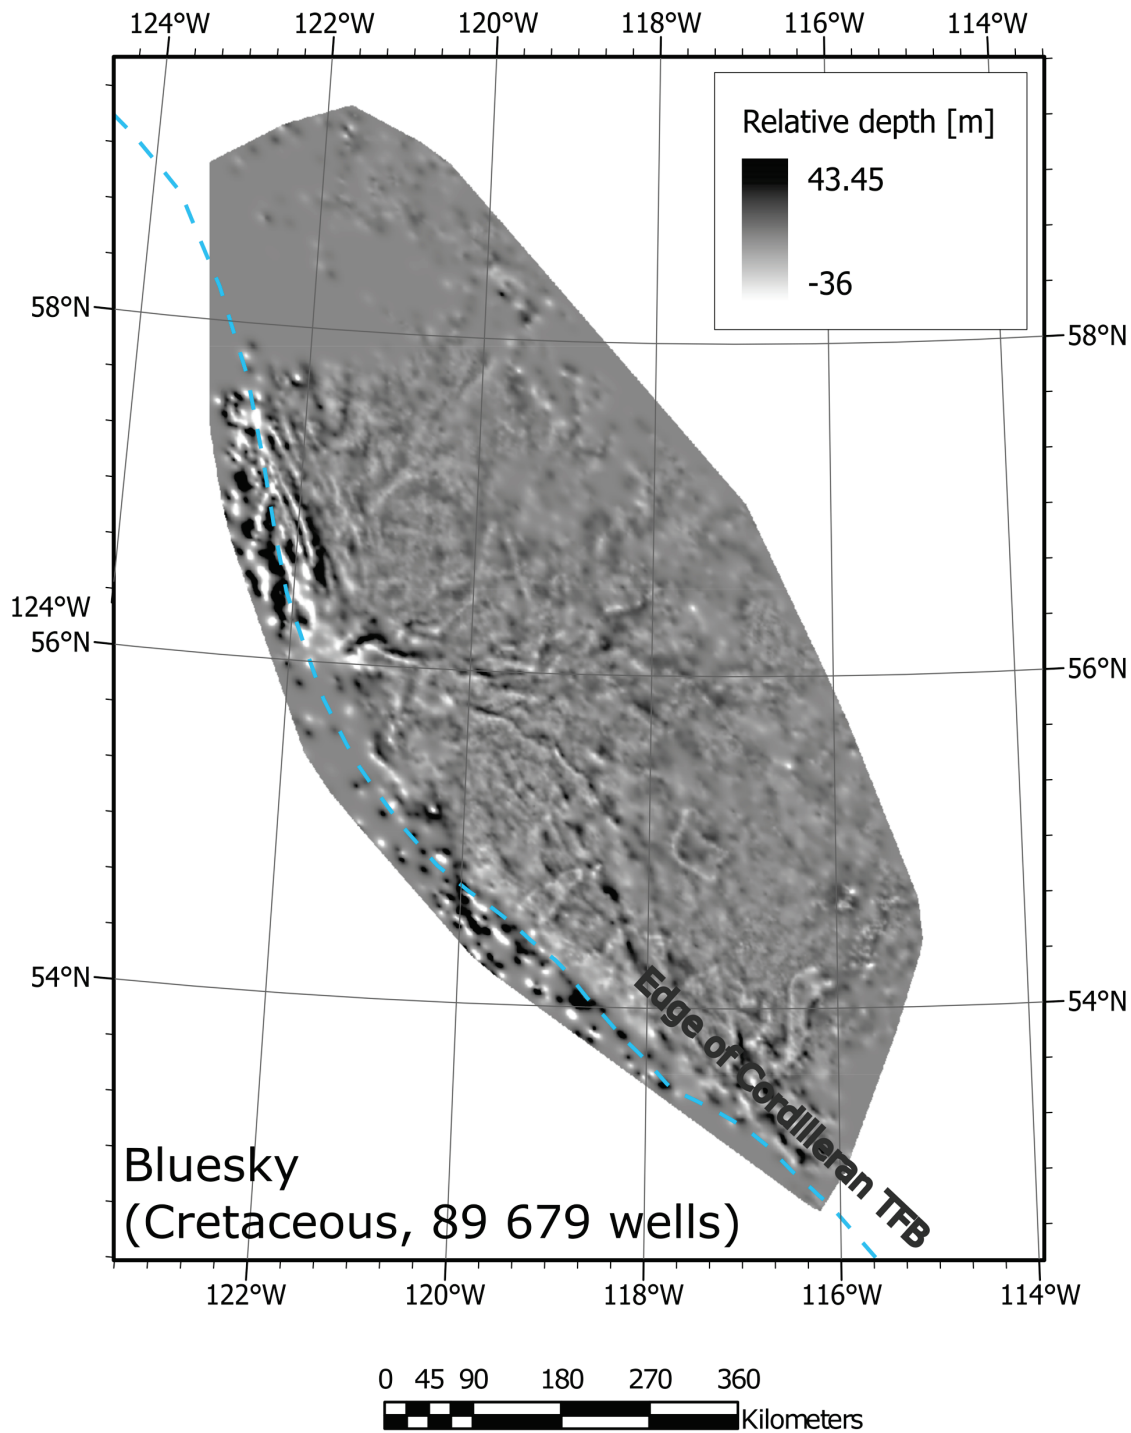 124°W 122°W 120°W 118°W 116°W 114°W
Relative depth [m]
43.45
-36
58°N
58°N
124°W
56°N
56°N
54°N
54°N
Edge of Cordilleran TFB
Bluesky
(Cretaceous, 89 679 wells)
122°W 120°W 118°W 116°W 114°W
0 45 90 180 270 360
Kilometers